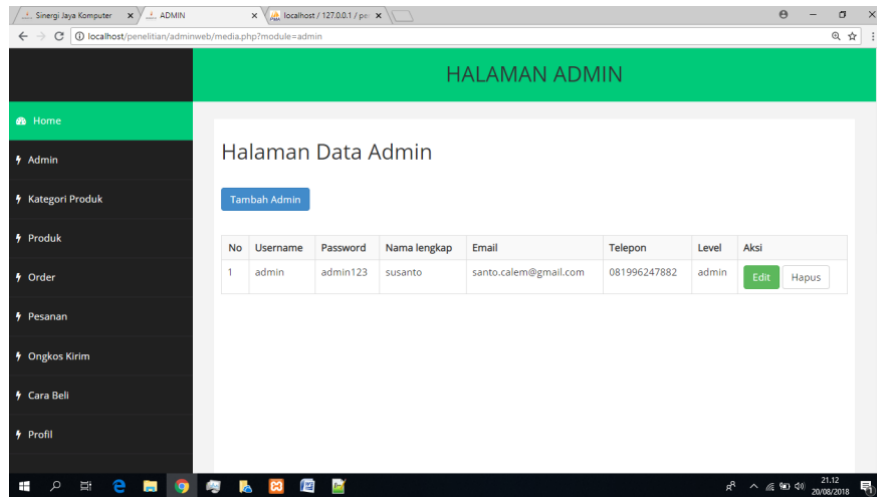 Sinergi Jaya Komputer
ADMIN
localhost / 127.0.0.1 / pe
localhost/penelitian/adminweb/media.php?module=admin
HALAMAN ADMIN
Home
Admin
Kategori Produk
Produk
Order
Pesanan
Ongkos Kirim
Cara Beli
Profil
Halaman Data Admin
Tambah Admin
No Username Password Nama lengkap Email Telepon Level Aksi
1 admin admin123 susanto santo.calem@gmail.com 081996247882 admin Edit Hapus
21.12
20/08/2018